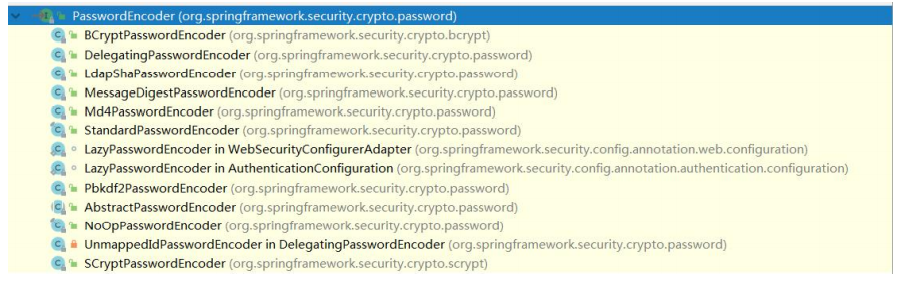 PasswordEncoder (org.springframework.security.crypto.password)
BCryptPasswordEncoder (org.springframework.security.crypto.bcrypt)
DelegatingPasswordEncoder (org.springframework.security.crypto.password)
LdapShaPasswordEncoder (org.springframework.security.crypto.password)
MessageDigestPasswordEncoder (org.springframework.security.crypto.password)
Md4PasswordEncoder (org.springframework.security.crypto.password)
StandardPasswordEncoder (org.springframework.security.crypto.password)
LazyPasswordEncoder in WebSecurityConfigurerAdapter (org.springframework.security.config.annotation.web.configuration)
LazyPasswordEncoder in AuthenticationConfiguration (org.springframework.security.config.annotation.authentication.configuration)
Pbkdf2PasswordEncoder (org.springframework.security.crypto.password)
AbstractPasswordEncoder (org.springframework.security.crypto.password)
NoOpPasswordEncoder (org.springframework.security.crypto.password)
UnmappedIdPasswordEncoder in DelegatingPasswordEncoder (org.springframework.security.crypto.password)
SCryptPasswordEncoder (org.springframework.security.crypto.scrypt)